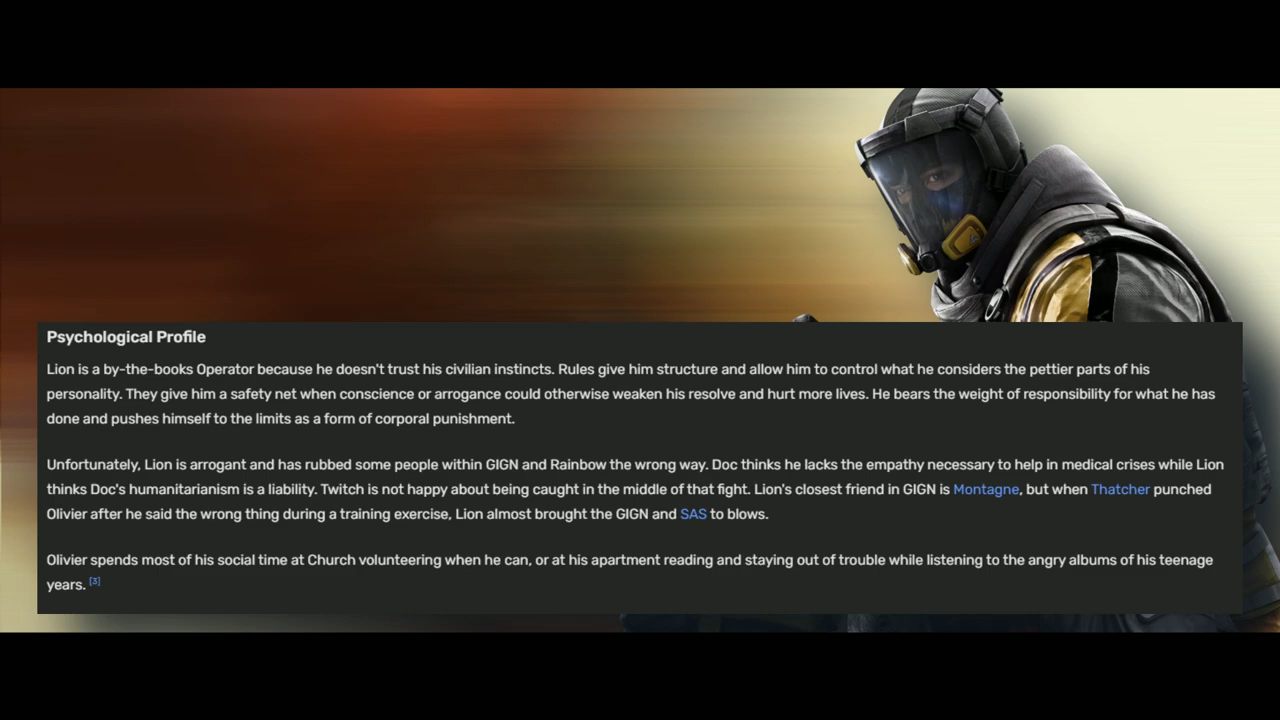 Psychological Profile
Lion is a by-the-books Operator because he doesn't trust his civilian instincts. Rules give him structure and allow him to control what he considers the pettier parts of his
personality. They give him a safety net when conscience or arrogance could otherwise weaken his resolve and hurt more lives. He bears the weight of responsibility for what he has
done and pushes himself to the limits as a form of corporal punishment.
Unfortunately, Lion is arrogant and has rubbed some people within GIGN and Rainbow the wrong way. Doc thinks he lacks the empathy necessary to help in medical crises while Lion
thinks Doc's humanitarianism is a liability. Twitch is not happy about being caught in the middle of that fight. Lion's closest friend in GIGN is Montagne, but when Thatcher punched
Olivier after he said the wrong thing during a training exercise, Lion almost brought the GIGN and SAS to blows.
Olivier spends most of his social time at Church volunteering when he can, or at his apartment reading and staying out of trouble while listening to the angry albums of his teenage
years. [3]